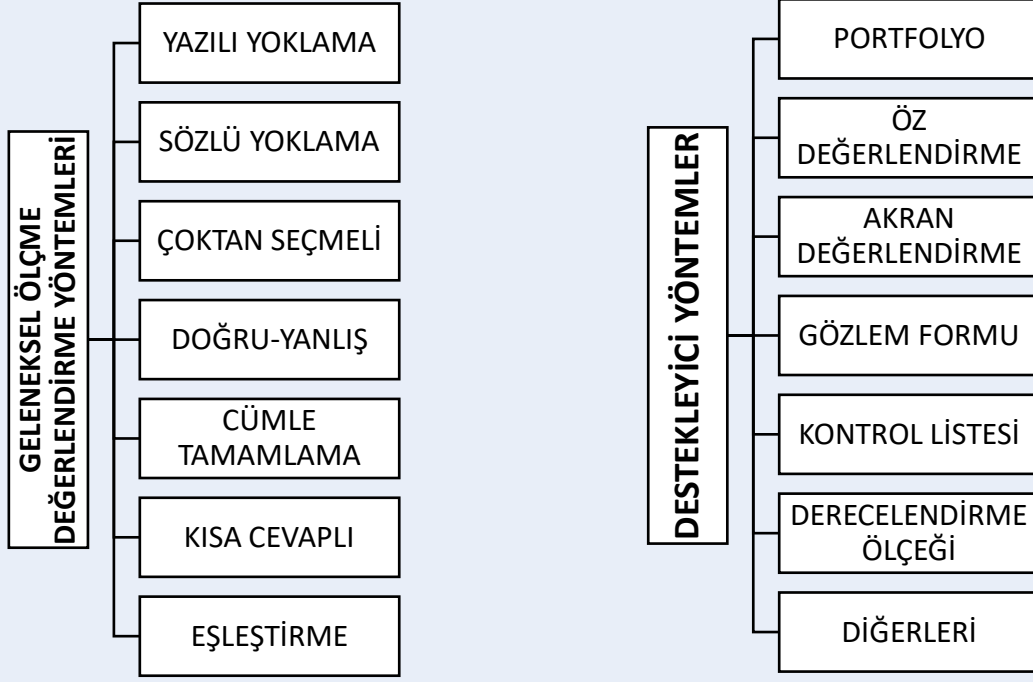 GELENEKSEL ÖLÇME
DEĞERLENDİRME YÖNTEMLERİ
YAZILI YOKLAMA
SÖZLÜ YOKLAMA
ÇOKTAN SEÇMELİ
DOĞRU-YANLIŞ
CÜMLE
TAMAMLAMA
KISA CEVAPLI
EŞLEŞTİRME
DESTEKLEYİCİ YÖNTEMLER
PORTFOLYO
ÖZ
DEĞERLENDİRME
AKRAN
DEĞERLENDİRME
GÖZLEM FORMU
KONTROL LİSTESİ
DERECELENDİRME
ÖLÇEĞİ
DİĞERLERİ